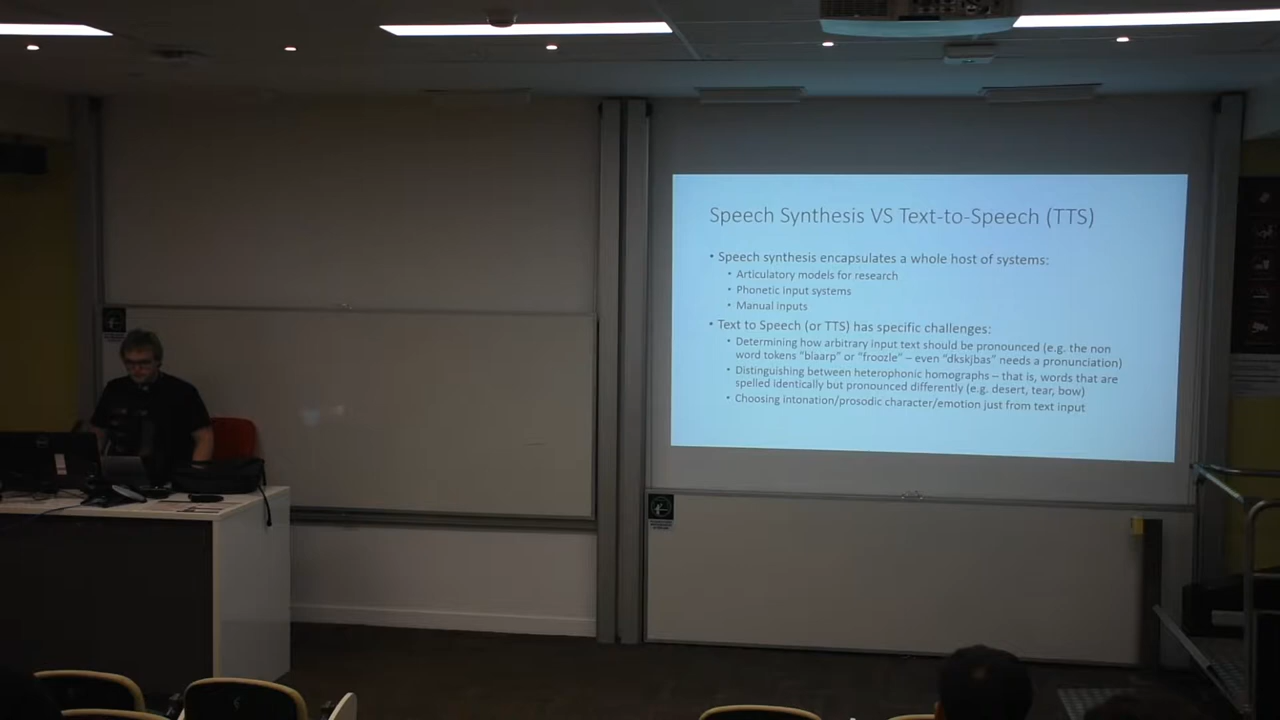 Speech Synthesis VS Text-to-Speech (TTS)
• Speech synthesis encapsulates a whole host of systems:
• Articulatory models for research
• Phonetic input systems
• Manual inputs
• Text to Speech (or TTS) has specific challenges:
• Determining how arbitrary input text should be pronounced (e.g. the non
word tokens "blaarp" or "froozle" – even "dkskjbas" needs a pronunciation)
• Distinguishing between heterophonic homographs – that is, words that are
spelled identically but pronounced differently (e.g. desert, tear, bow)
• Choosing intonation/prosodic character/emotion just from text input